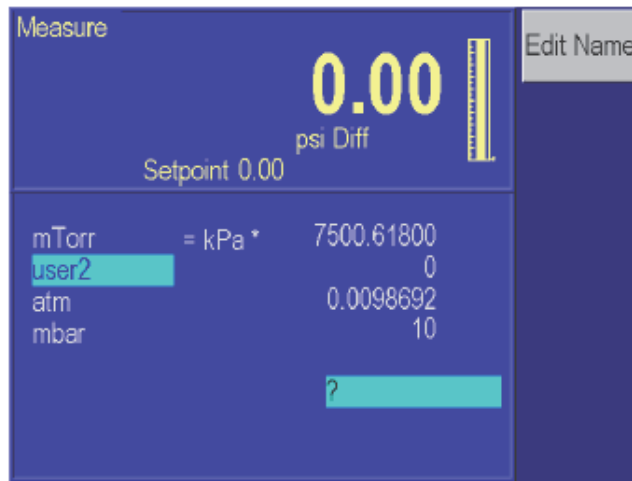 Measure
Edit Name
0.00
psi Diff
Setpoint 0.00
mTorr = kPa * 7500.61800
user2 0
atm 0.0098692
mbar 10
?